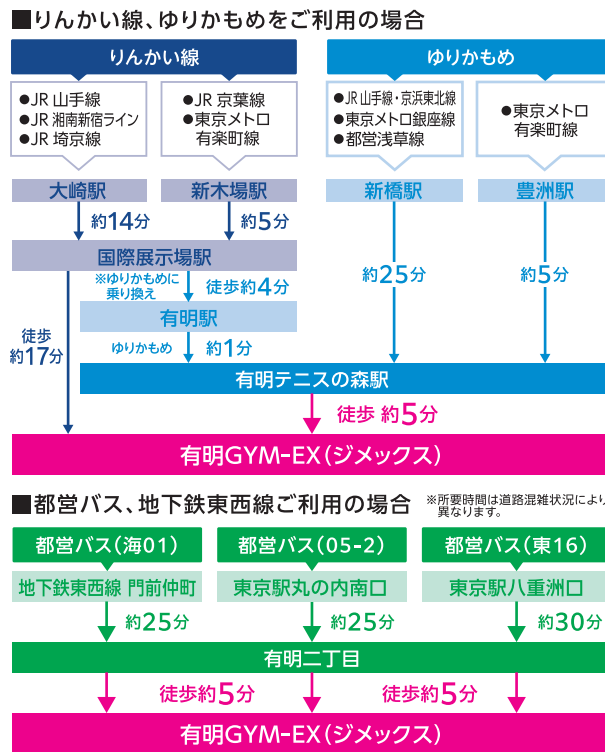 ■りんかい線、ゆりかもめをご利用の場合
りんかい線
ゆりかもめ
●JR 山手線
●JR 湘南新宿ライン
●JR 埼京線
●JR 京葉線
●東京メトロ
有楽町線
●JR 山手線・京浜東北線
●東京メトロ銀座線
●都営浅草線
●東京メトロ
有楽町線
大崎駅
新木場駅
新橋駅
豊洲駅
約14分
約5分
国際展示場駅
約25分
約5分
※ゆりかもめに
乗り換え
徒歩約4分
有明駅
徒歩
約17分
ゆりかもめ
約1分
有明テニスの森駅
徒歩 約5分
有明GYM-EX(ジメックス)
■都営バス、地下鉄東西線ご利用の場合
※所要時間は道路混雑状況により
異なります。
都営バス(海01)
都営バス(05-2)
都営バス(東16)
地下鉄東西線 門前仲町
東京駅丸の内南口
東京駅八重洲口
約25分
約25分
約30分
有明二丁目
徒歩約5分
徒歩約5分
有明GYM-EX(ジメックス)